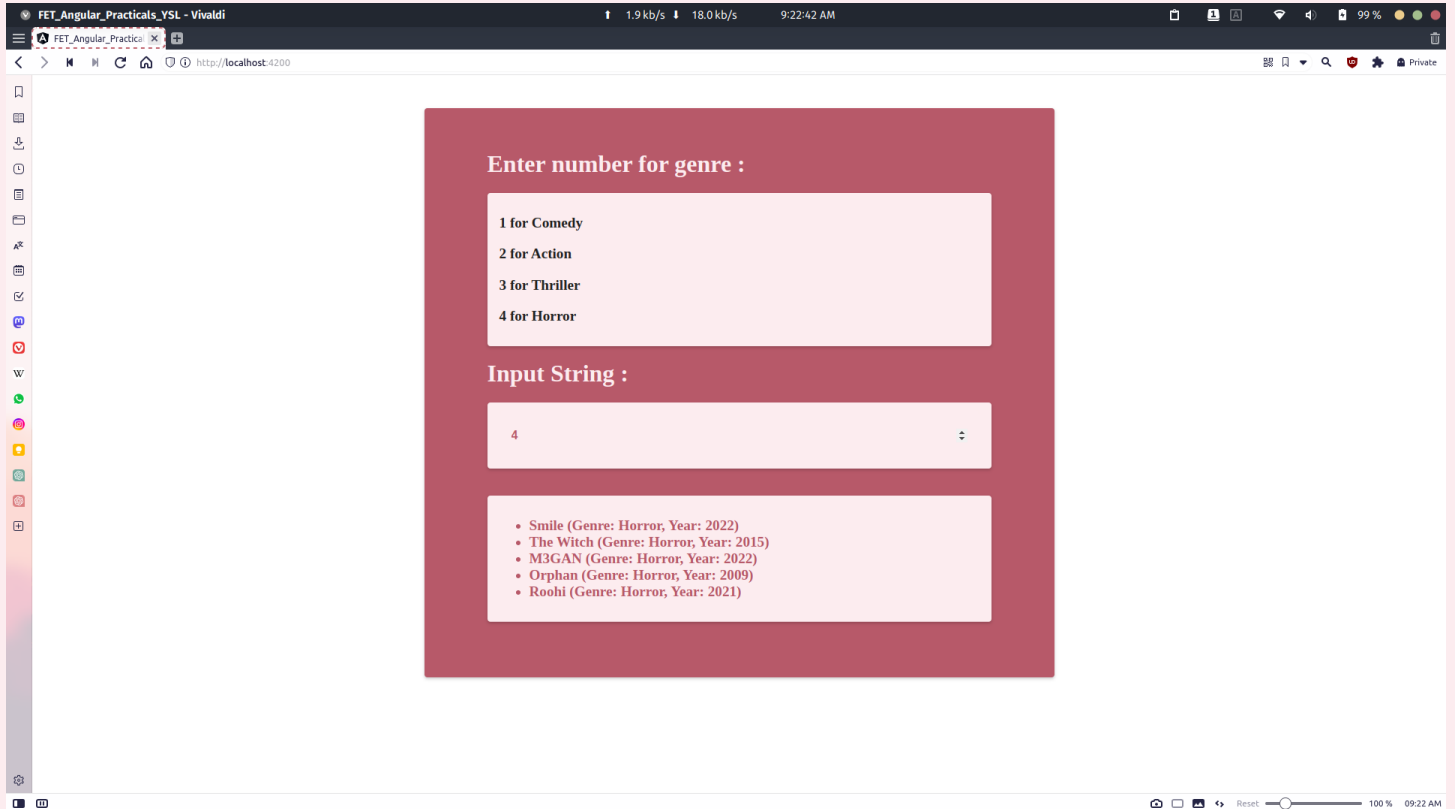 FET_Angular_Practicals_YSL - Vivaldi
1.9 kb/s 18.0 kb/s 9:22:42 AM
1 A 99 %
FET_Angular_Practical
http://localhost:4200
Private
Enter number for genre :
1 for Comedy
2 for Action
3 for Thriller
4 for Horror
Input String :
4
Smile (Genre: Horror, Year: 2022)
The Witch (Genre: Horror, Year: 2015)
M3GAN (Genre: Horror, Year: 2022)
Orphan (Genre: Horror, Year: 2009)
Roohi (Genre: Horror, Year: 2021)
Reset 100 % 09:22 AM